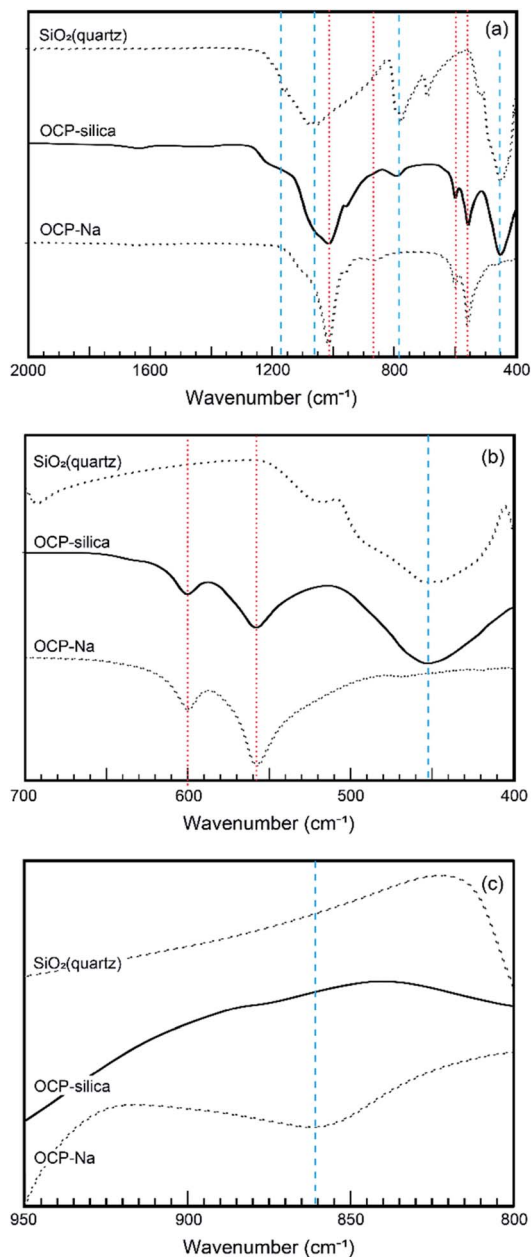 (a)
SiO₂(quartz)
OCP-silica
OCP-Na
2000 1600 1200 800 400
Wavenumber (cm⁻¹)
(b)
SiO₂(quartz)
OCP-silica
OCP-Na
700 600 500 400
Wavenumber (cm⁻¹)
(c)
SiO₂(quartz)
OCP-silica
OCP-Na
950 900 850 800
Wavenumber (cm⁻¹)